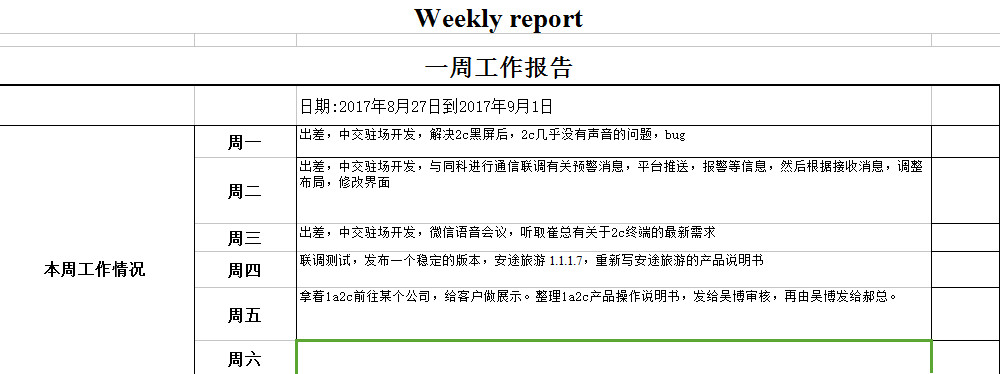 Weekly report
一周工作报告
日期:2017年8月27日到2017年9月1日
本周工作情况
周一
出差，中交驻场开发，解决2c黑屏后，2c几乎没有声音的问题，bug
周二
出差，中交驻场开发，与同科进行通信联调有关预警消息，平台推送，报警等信息，然后根据接收消息，调整
布局，修改界面
周三
出差，中交驻场开发，微信语音会议，听取崔总有关于2c终端的最新需求
周四
联调测试，发布一个稳定的版本，安途旅游 1.1.1.7，重新写安途旅游的产品说明书
周五
拿着1a2c前往某个公司，给客户做展示。整理1a2c产品操作说明书，发给吴博审核，再由吴博发给郝总。
周六